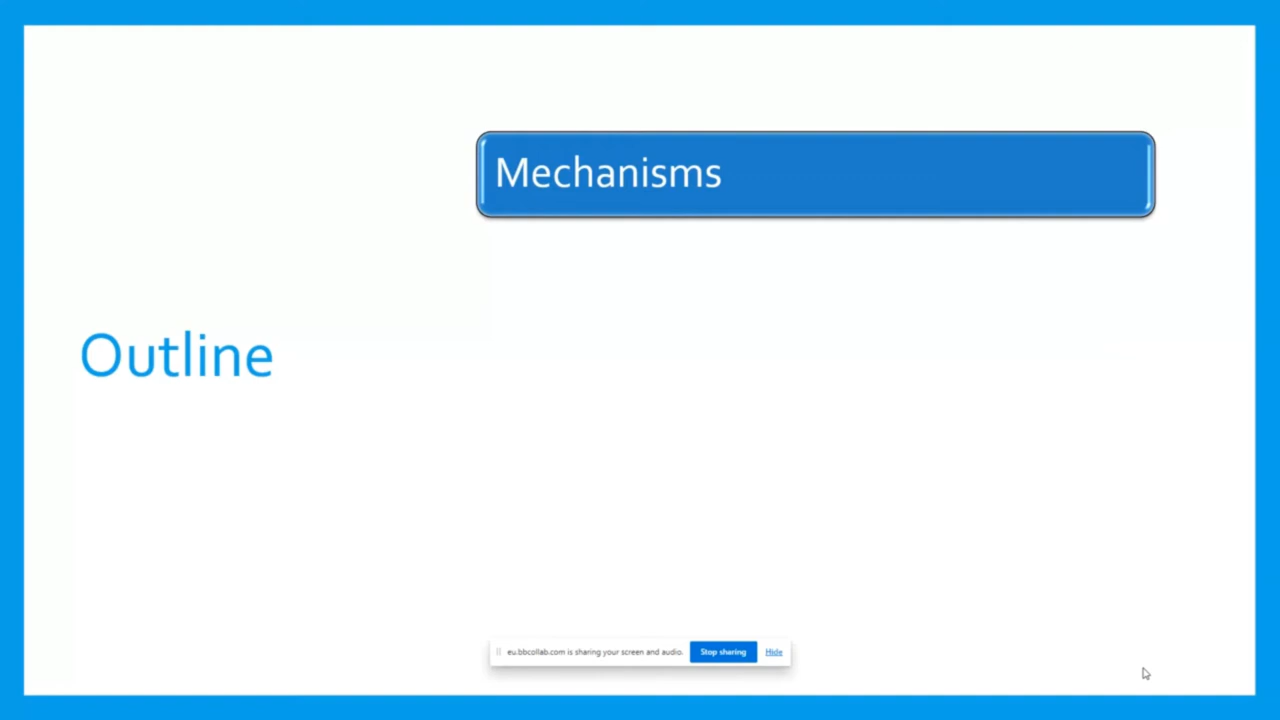 Mechanisms
Outline
eu.bbcollab.com is sharing your screen and audio. Stop sharing Hide